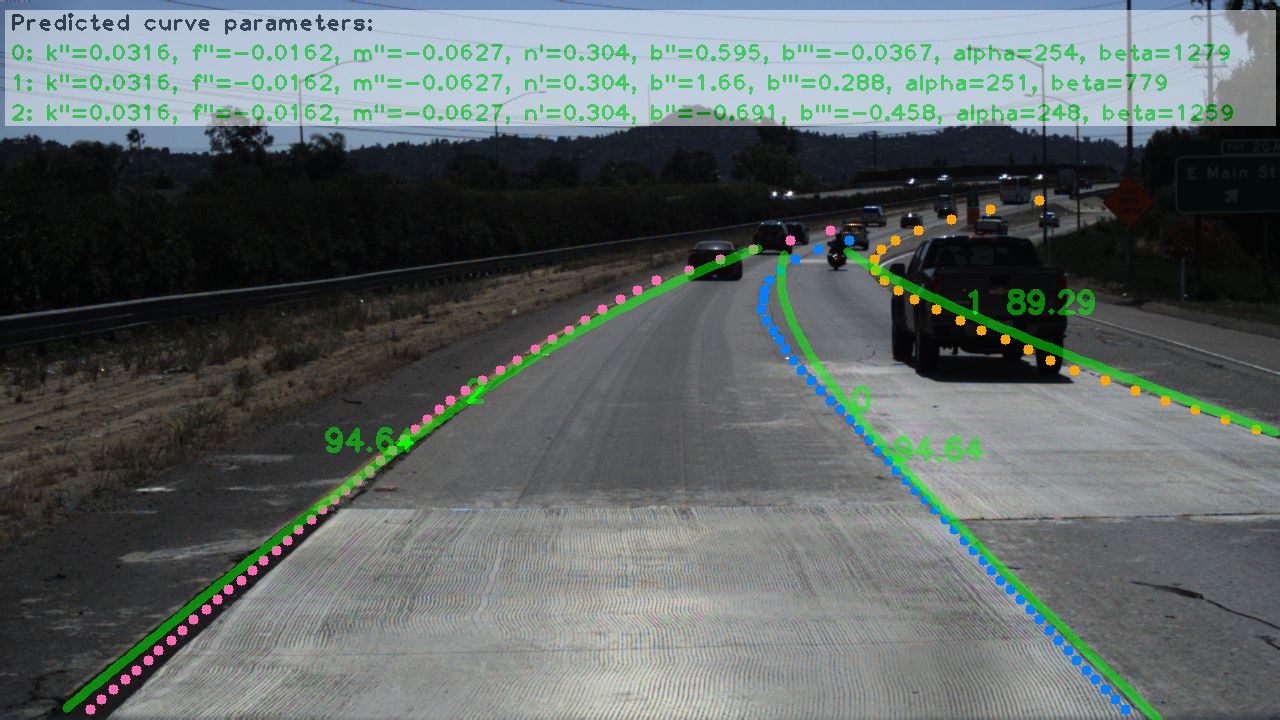 Predicted curve parameters:
0: k''=0.0316, f''=-0.0162, m''=-0.0627, n'=0.304, b''=0.595, b'''=-0.0367, alpha=254, beta=1279
1: k''=0.0316, f''=-0.0162, m''=-0.0627, n'=0.304, b''=1.66, b'''=0.288, alpha=251, beta=779
2: k''=0.0316, f''=-0.0162, m''=-0.0627, n'=0.304, b''=-0.691, b'''=-0.458, alpha=248, beta=1259
EXIT 20A
E Main St
1 89.29
2
0
94.64
94.64